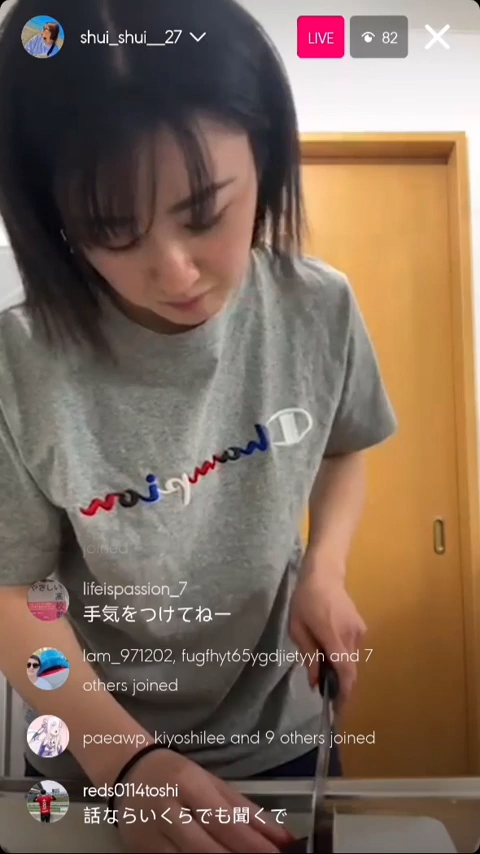 shui_shui__27
LIVE
82
Champion
joined
lifeispassion_7
手気をつけてねー
lam_971202, fugfhyt65ygdjietyyh and 7
others joined
paeawp, kiyoshilee and 9 others joined
reds0114toshi
話ならいくらでも聞くで